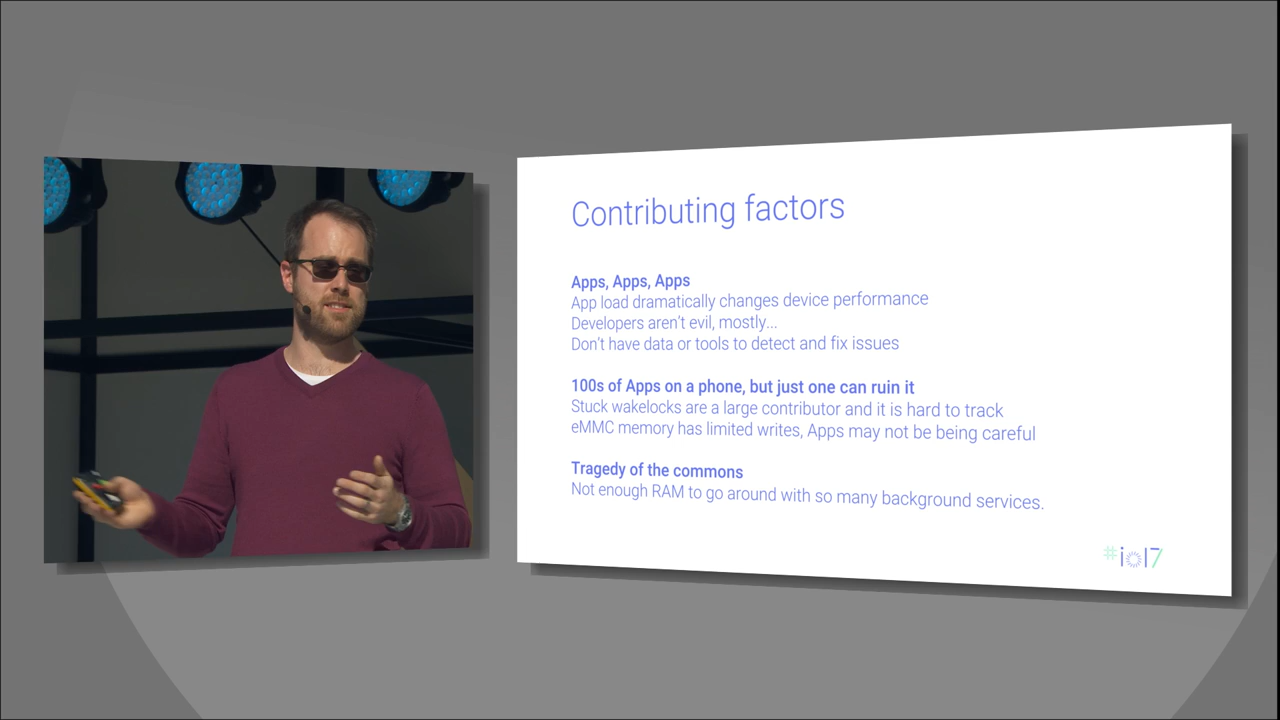 Contributing factors
Apps, Apps, Apps
App load dramatically changes device performance
Developers aren't evil, mostly...
Don't have data or tools to detect and fix issues
100s of Apps on a phone, but just one can ruin it
Stuck wakelocks are a large contributor and it is hard to track
eMMC memory has limited writes, Apps may not be being careful
Tragedy of the commons
Not enough RAM to go around with so many background services.
#io17